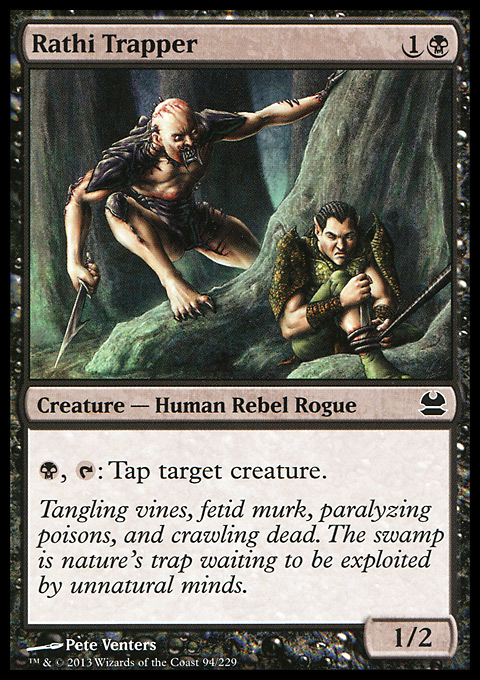 Rathi Trapper 1
Creature — Human Rebel Rogue
, : Tap target creature.
Tangling vines, fetid murk, paralyzing
poisons, and crawling dead. The swamp
is nature's trap waiting to be exploited
by unnatural minds.
Pete Venters
™ & © 2013 Wizards of the Coast 94/229
1/2